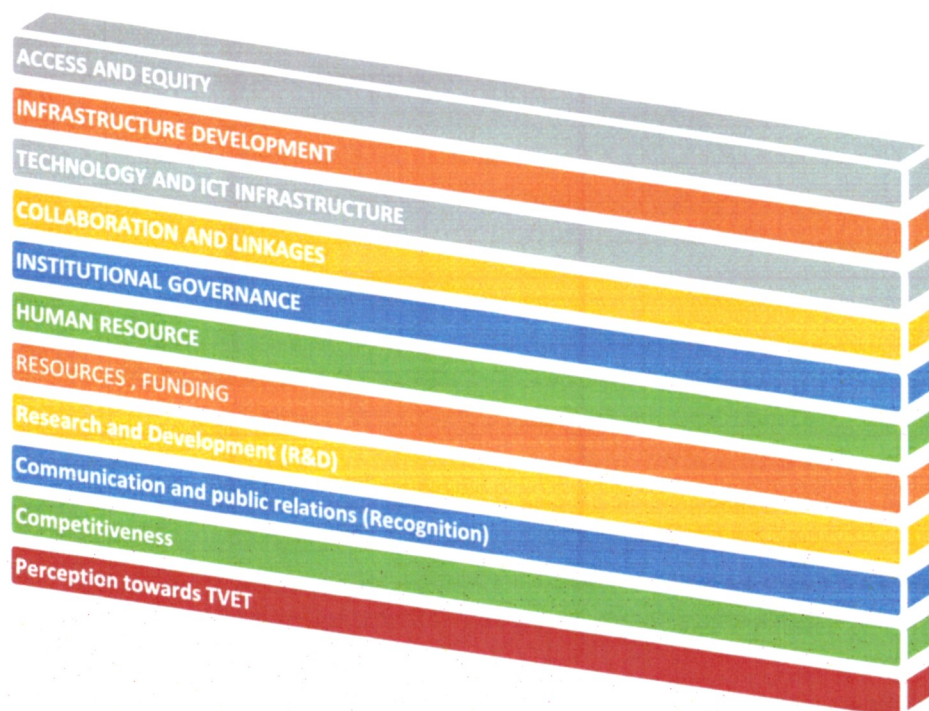 ACCESS AND EQUITY
INFRASTRUCTURE DEVELOPMENT
TECHNOLOGY AND ICT INFRASTRUCTURE
COLLABORATION AND LINKAGES
INSTITUTIONAL GOVERNANCE
HUMAN RESOURCE
RESOURCES , FUNDING
Research and Development (R&D)
Communication and public relations (Recognition)
Competitiveness
Perception towards TVET